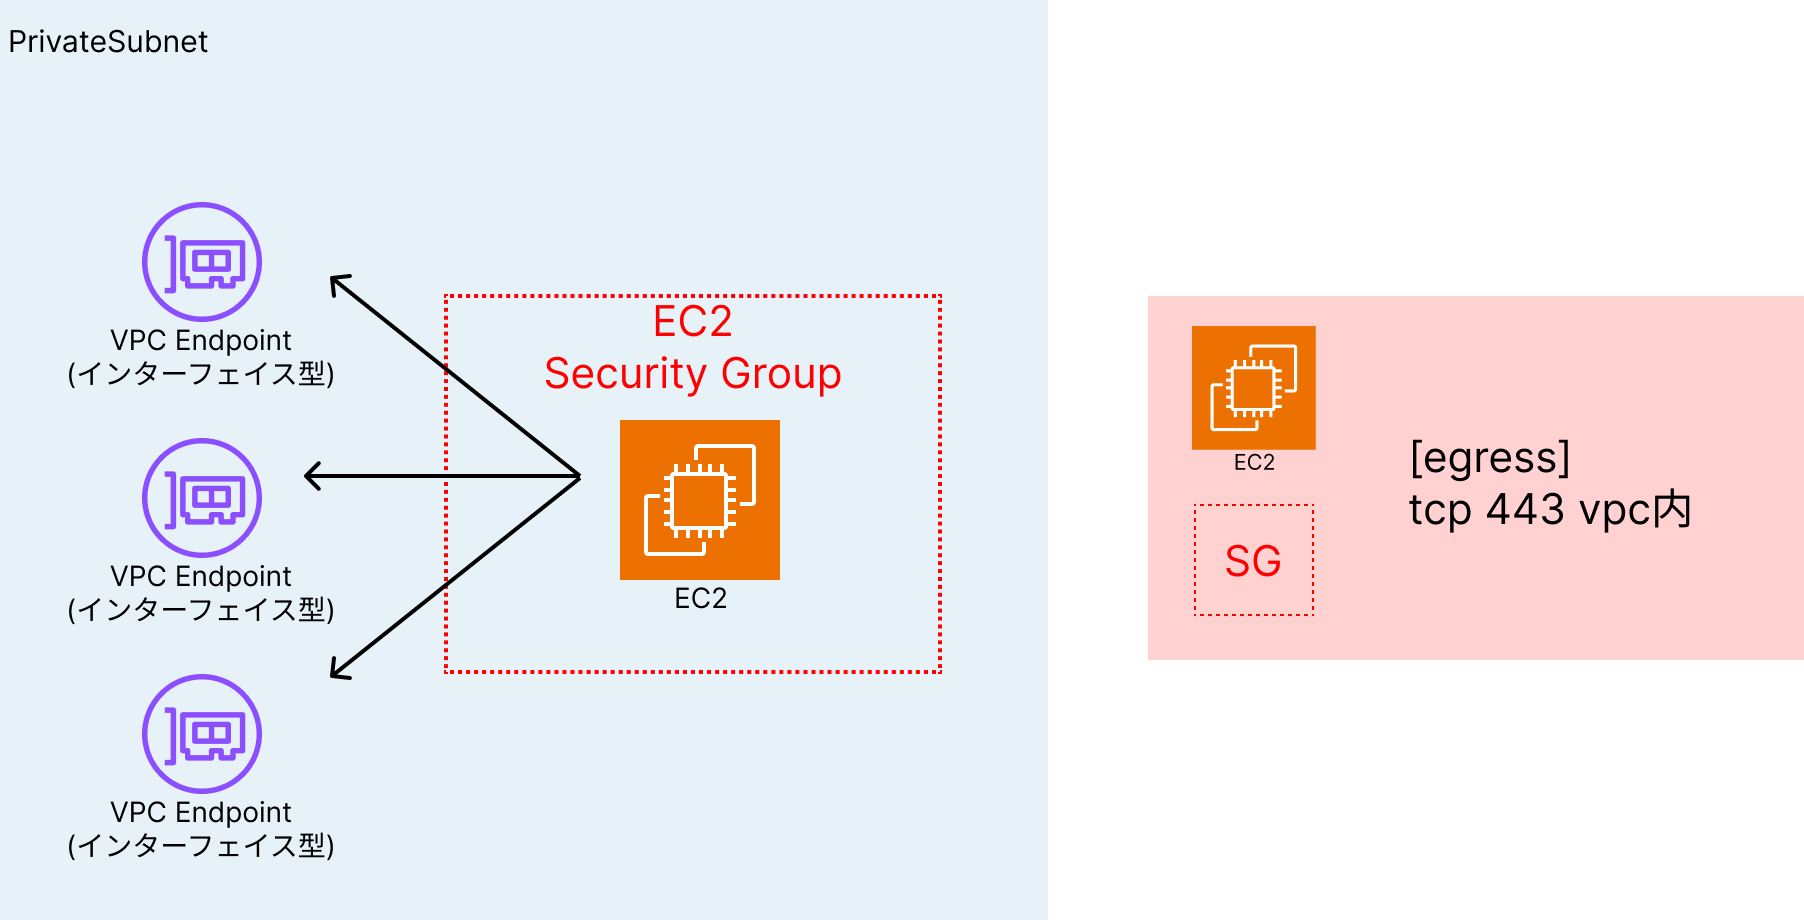 PrivateSubnet
VPC Endpoint
(インターフェイス型)
VPC Endpoint
(インターフェイス型)
VPC Endpoint
(インターフェイス型)
EC2
Security Group
EC2
EC2
SG
[egress]
tcp 443 vpc内